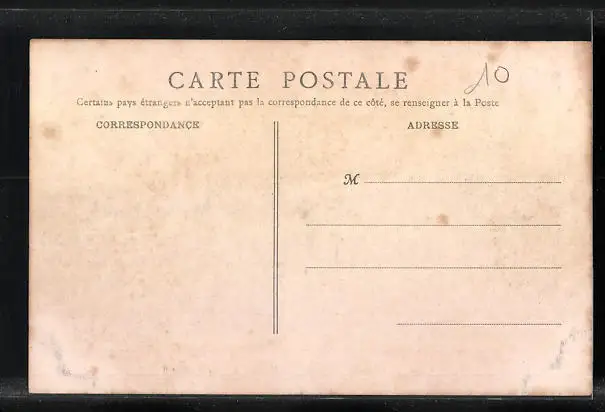 CARTE POSTALE
10
Certains pays étrangers n'acceptant pas la correspondance de ce côté, se renseigner à la Poste
CORRESPONDANCE
ADRESSE
M